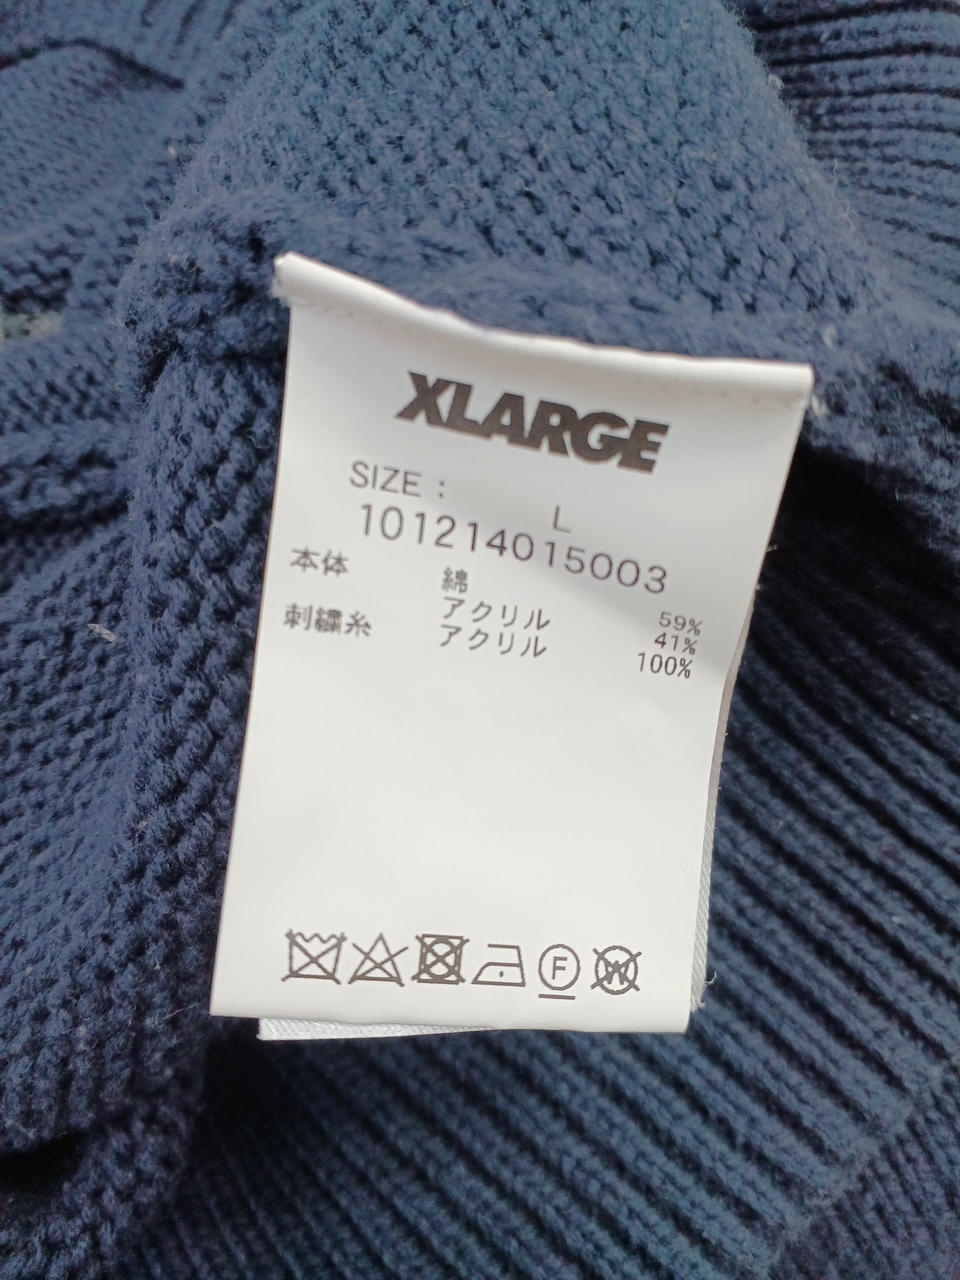 XLARGE
SIZE : L
101214015003
本体 綿 59%
アクリル 41%
刺繍糸 アクリル 100%
F
W